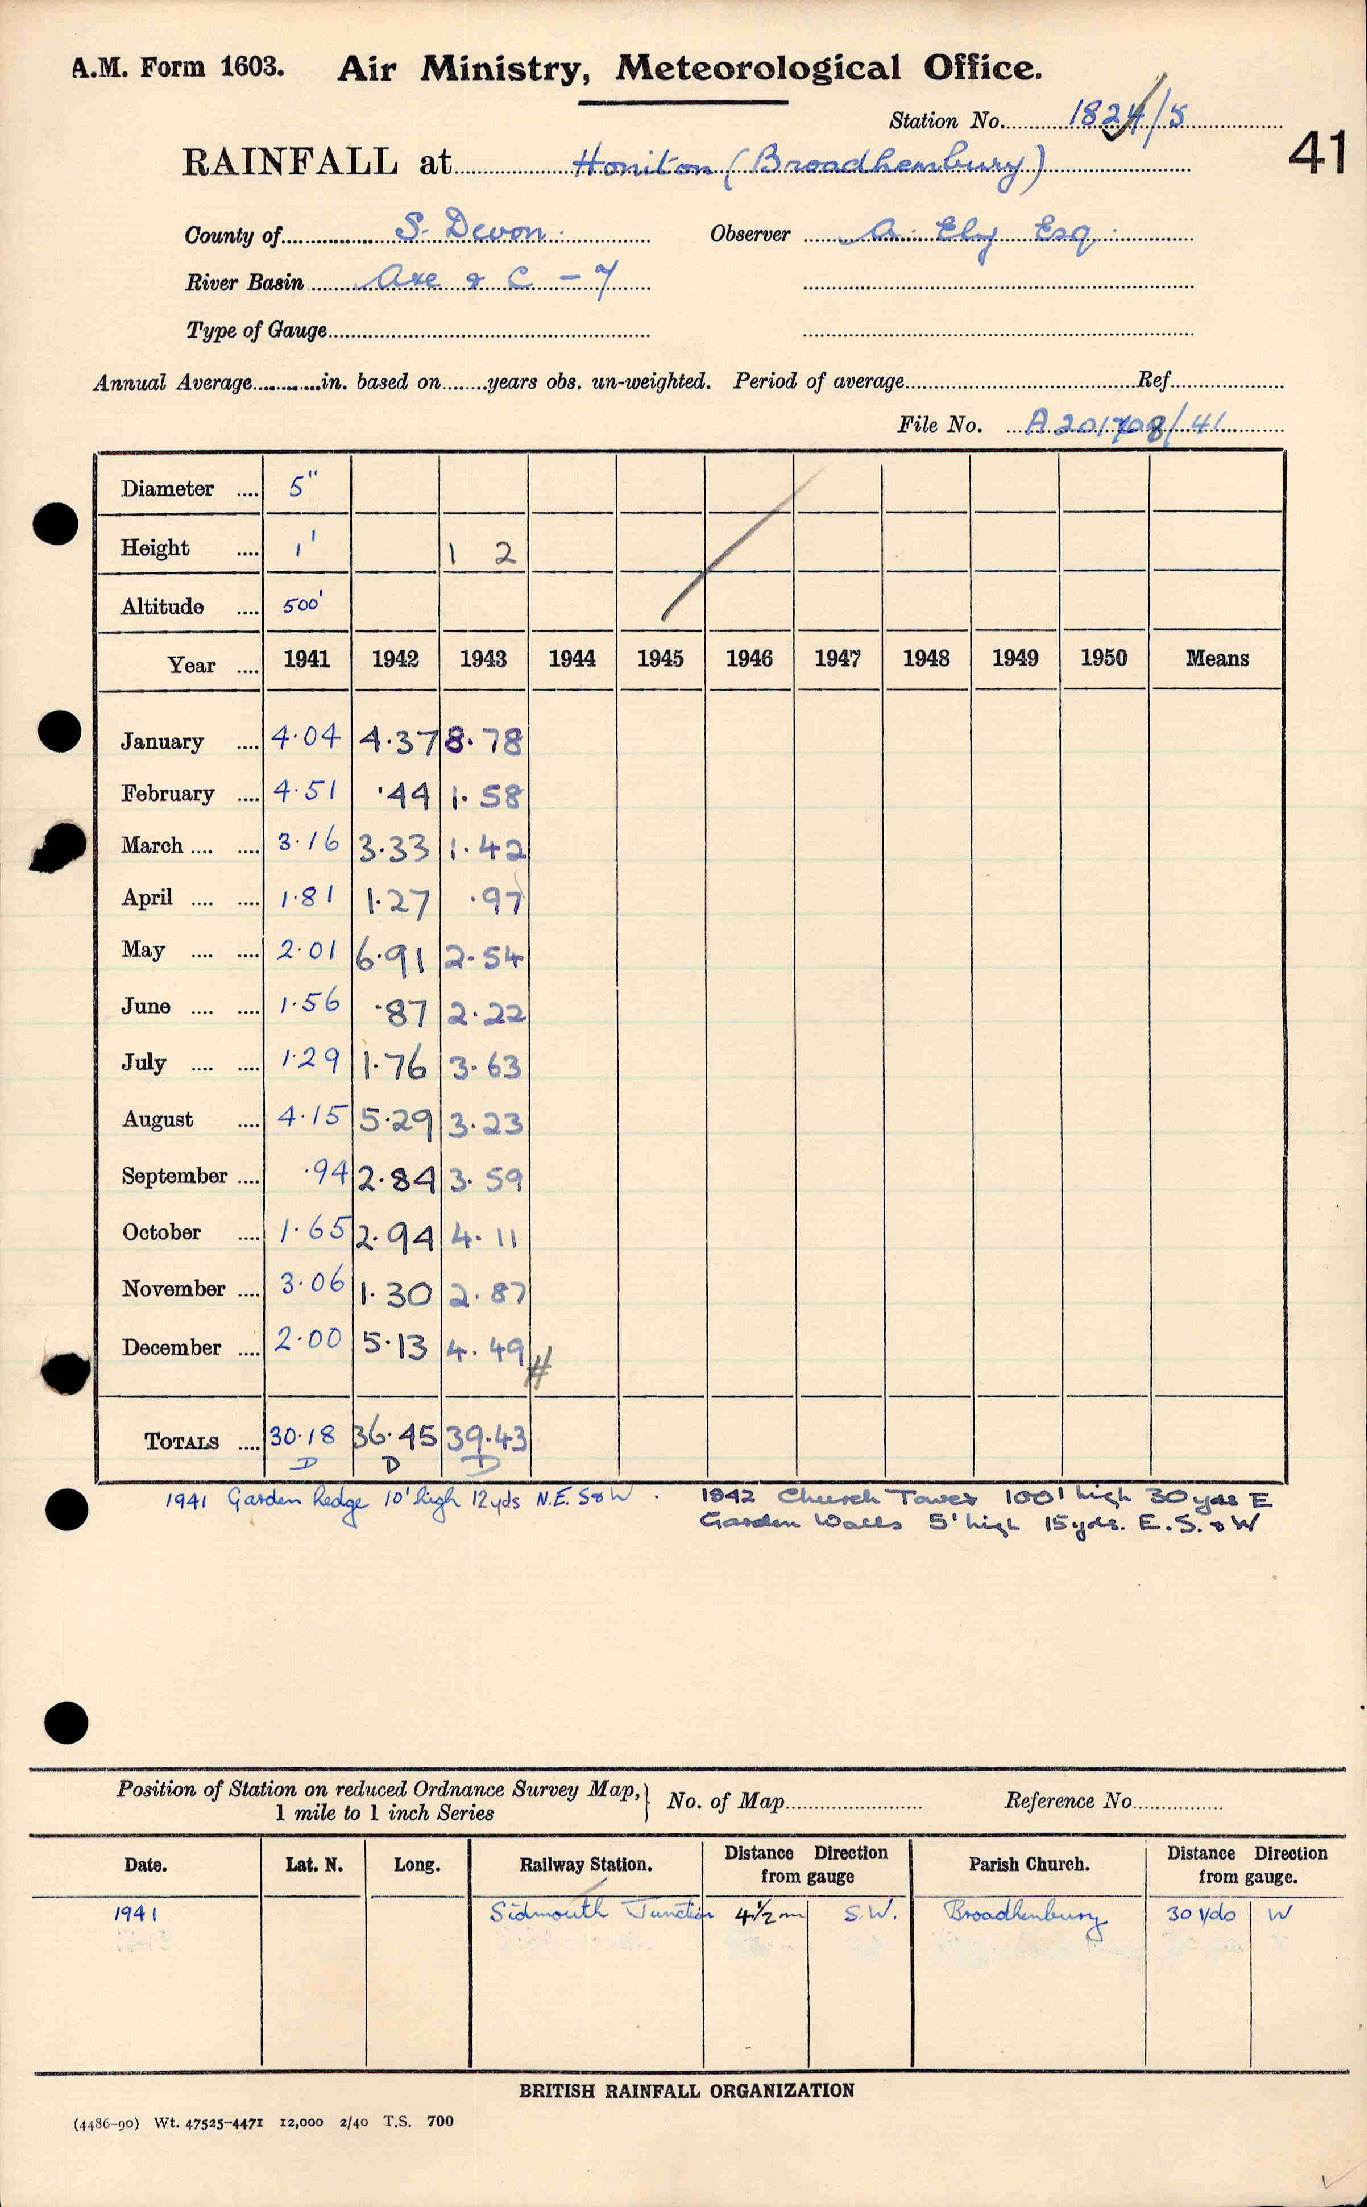 A.M. Form 1603. Air Ministry, Meteorological Office.
Station No. 1824/5
41
RAINFALL at Honiton (Broadhembury)
County of S. Devon. Observer A. Ely Esq.
River Basin Axe & C - 7
Type of Gauge
Annual Average in. based on years obs. un-weighted. Period of average Ref.
File No. A201708/41
Diameter 5"
Height 1' 1 2
Altitude 500'
Year 1941 1942 1943 1944 1945 1946 1947 1948 1949 1950 Means
January 4.04 4.37 8.78
February 4.51 .44 1.58
March 3.16 3.33 1.42
April 1.81 1.27 .97
May 2.01 6.91 2.54
June 1.56 .87 2.22
July 1.29 1.76 3.63
August 4.15 5.29 3.23
September .94 2.84 3.59
October 1.65 2.94 4.11
November 3.06 1.30 2.87
December 2.00 5.13 4.49 #
TOTALS 30.18 36.45 39.43
D D D
1941 Garden hedge 10' high 12yds N.E. S & W. 1942 Church Tower 100' high 30 yds E
Garden Walls 5' high 15 yds. E. S. & W
Position of Station on reduced Ordnance Survey Map, 1 mile to 1 inch Series } No. of Map Reference No.
Date. Lat. N. Long. Railway Station. Distance Direction from gauge Parish Church. Distance Direction from gauge.
1941 Sidmouth Junction 4½ m S.W. Broadhembury 30 yds W
BRITISH RAINFALL ORGANIZATION
(4486-90) Wt. 47525-4471 12,000 2/40 T.S. 700